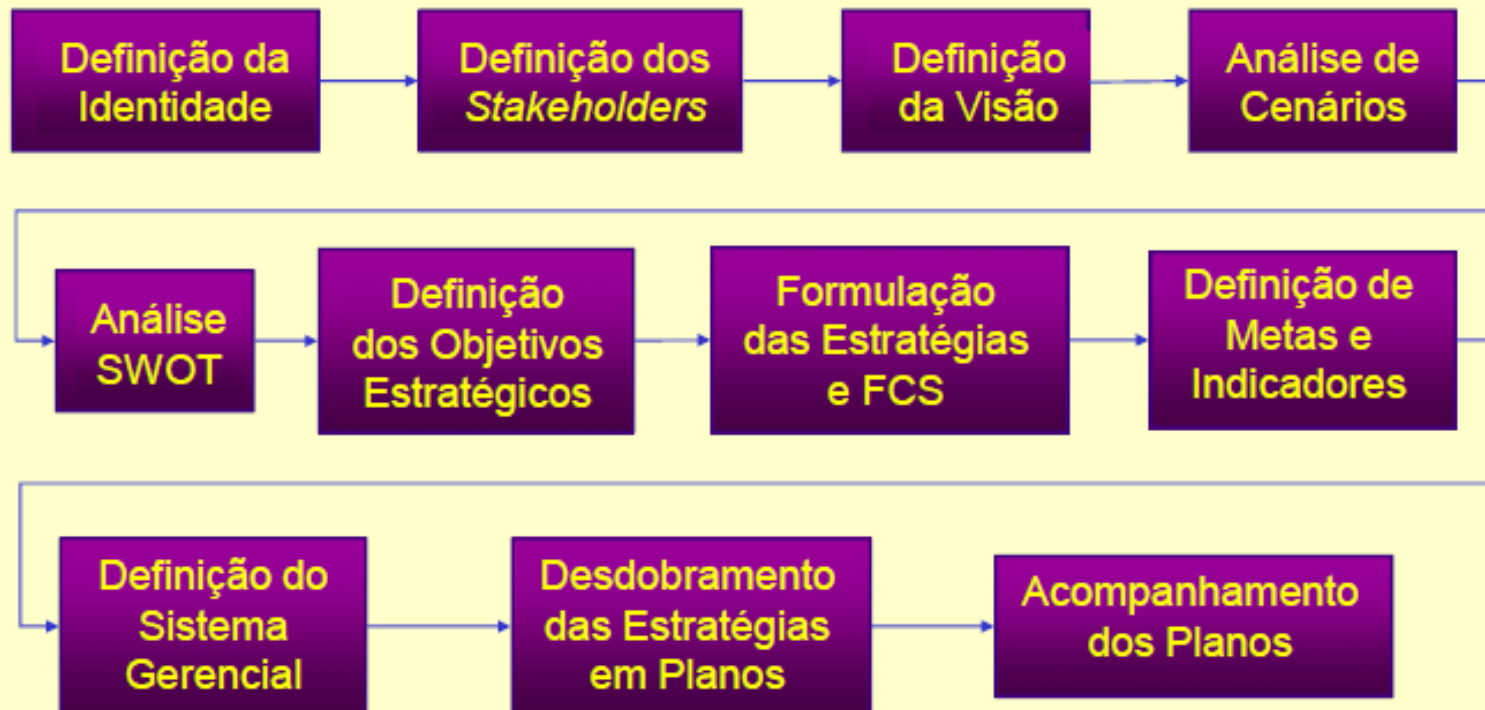 Definição da
Identidade
Definição dos
Stakeholders
Definição
da Visão
Análise de
Cenários
Análise
SWOT
Definição
dos Objetivos
Estratégicos
Formulação
das Estratégias
e FCS
Definição de
Metas e
Indicadores
Definição do
Sistema
Gerencial
Desdobramento
das Estratégias
em Planos
Acompanhamento
dos Planos